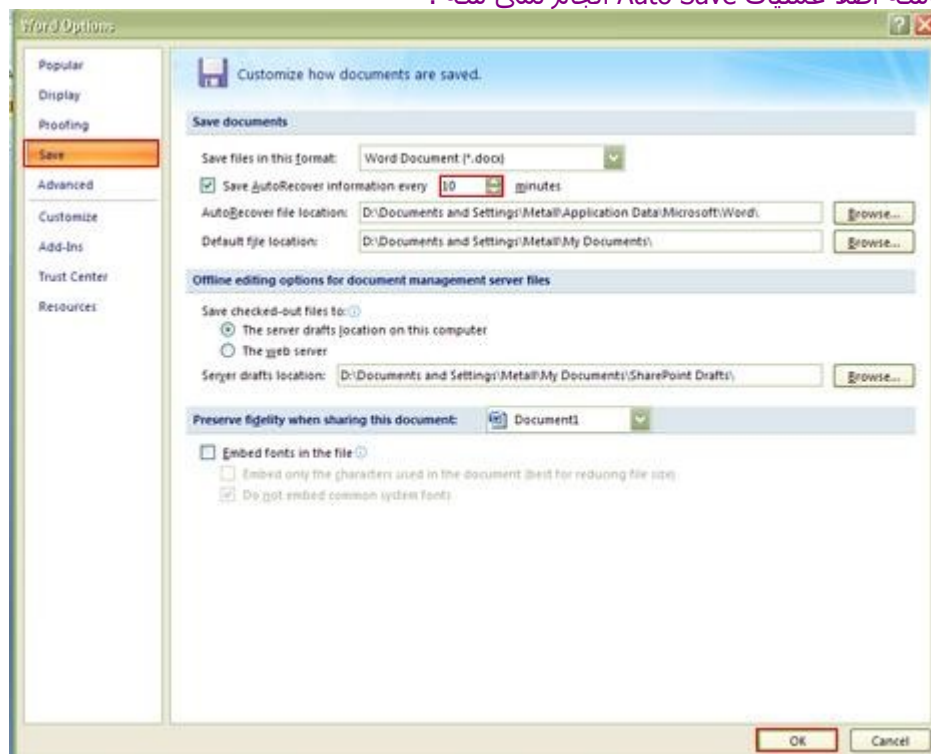 عملیات Auto Save انجام نمی شه .
Word Options
Popular
Display
Proofing
Save
Advanced
Customize
Add-Ins
Trust Center
Resources
Customize how documents are saved.
Save documents
Save files in this format: Word Document (*.docx)
Save AutoRecover information every 10 minutes
AutoRecover file location: D:\Documents and Settings\Metall\Application Data\Microsoft\Word\ Browse...
Default file location: D:\Documents and Settings\Metall\My Documents\ Browse...
Offline editing options for document management server files
Save checked-out files to:
The server drafts location on this computer
The web server
Server drafts location: D:\Documents and Settings\Metall\My Documents\SharePoint Drafts\ Browse...
Preserve fidelity when sharing this document: Document1
Embed fonts in the file
Embed only the characters used in the document (best for reducing file size)
Do not embed common system fonts
OK Cancel